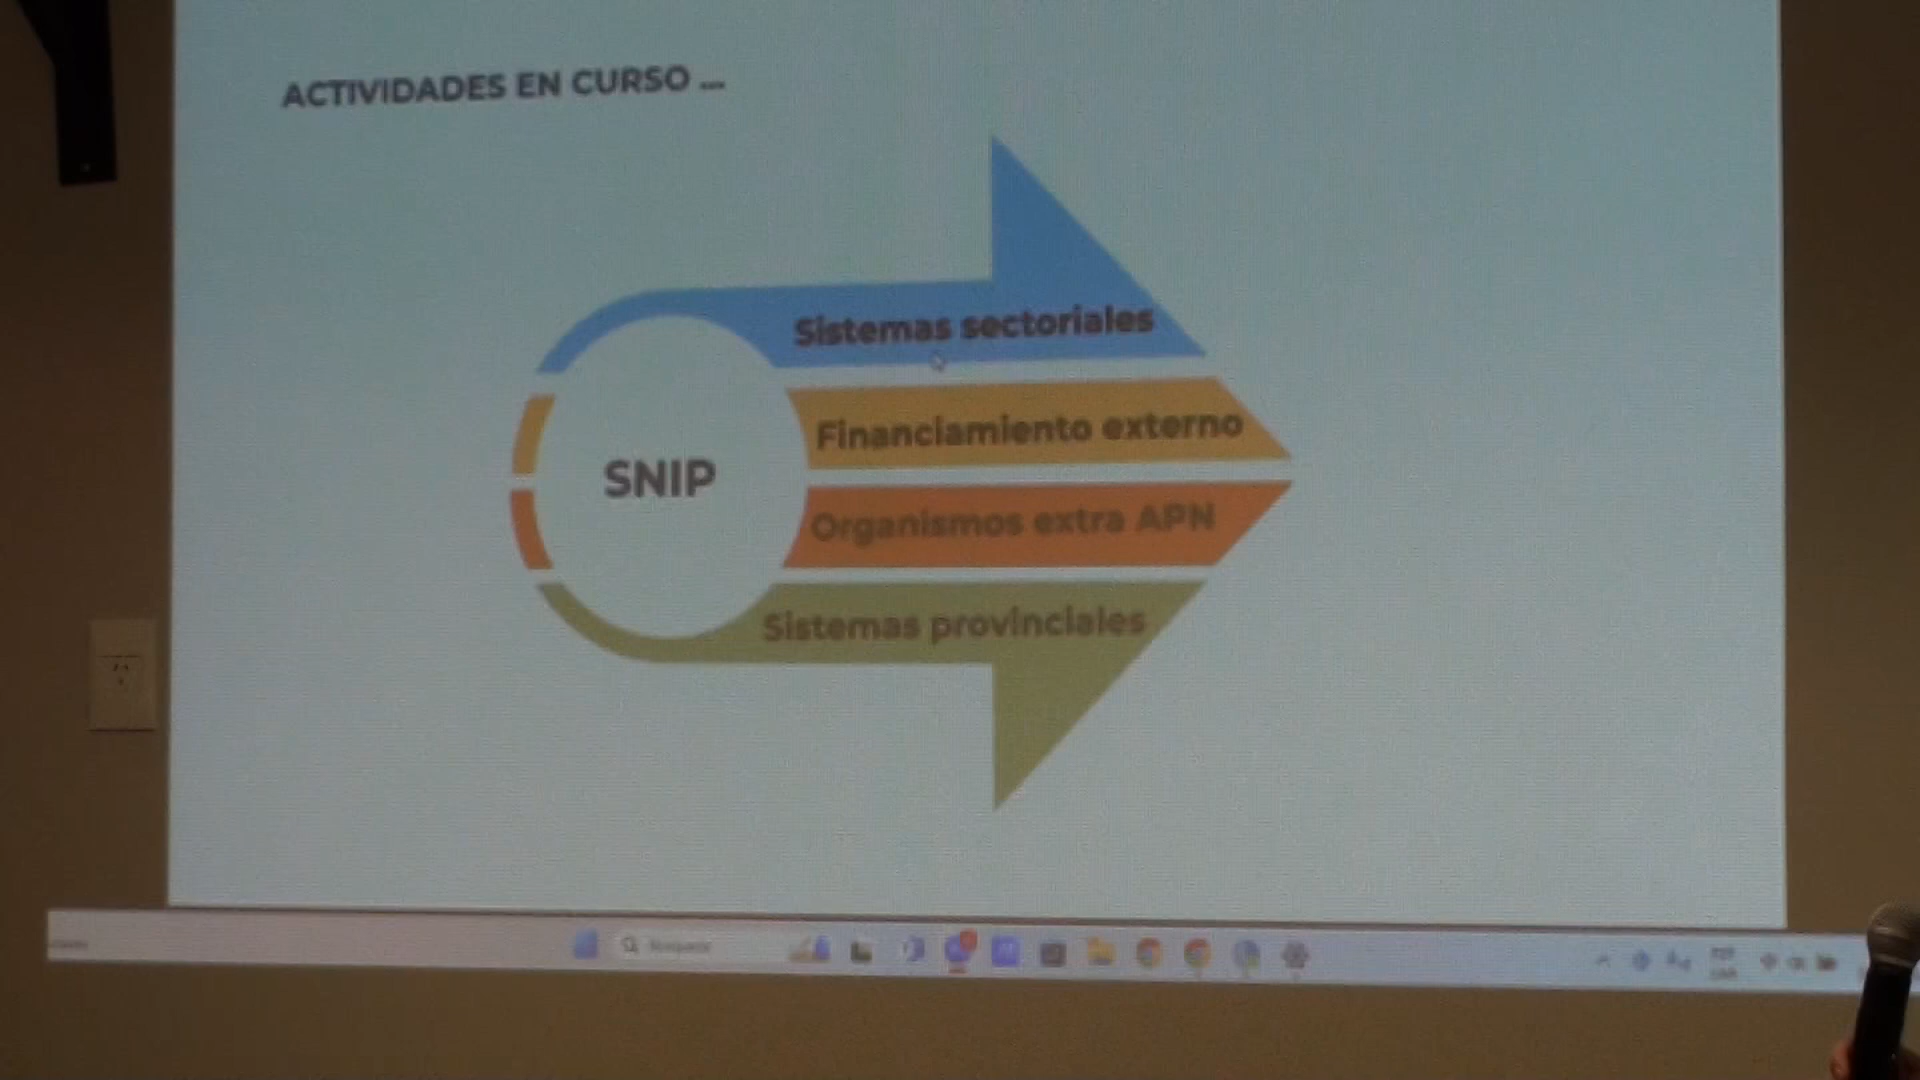 ACTIVIDADES EN CURSO ...
Sistemas sectoriales
Financiamiento externo
SNIP
Organismos extra APN
Sistemas provinciales